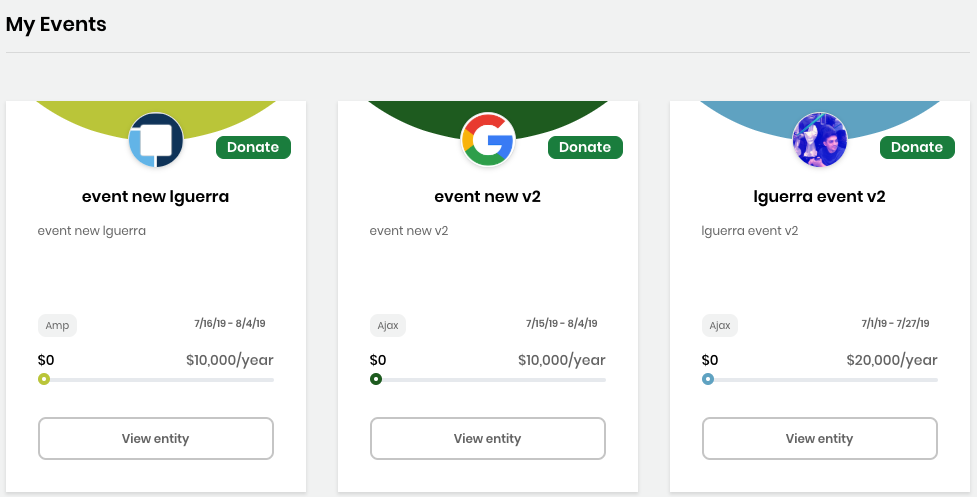 My Events
Donate
event new lguerra
event new lguerra
Amp
7/16/19 - 8/4/19
$0
$10,000/year
View entity
Donate
event new v2
event new v2
Ajax
7/15/19 - 8/4/19
$0
$10,000/year
View entity
Donate
lguerra event v2
lguerra event v2
Ajax
7/1/19 - 7/27/19
$0
$20,000/year
View entity